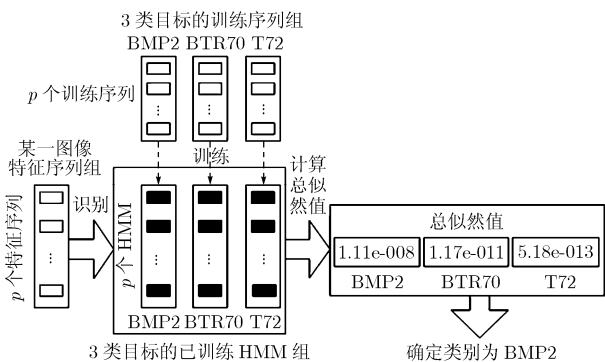 3 类目标的训练序列组
BMP2 BTR70 T72
p 个训练序列
训练
某一图像
特征序列组
p 个特征序列
识别
p 个 HMM
BMP2 BTR70 T72
3 类目标的已训练 HMM 组
计算
总似
然值
总似然值
1.11e-008 1.17e-011 5.18e-013
BMP2 BTR70 T72
确定类别为 BMP2